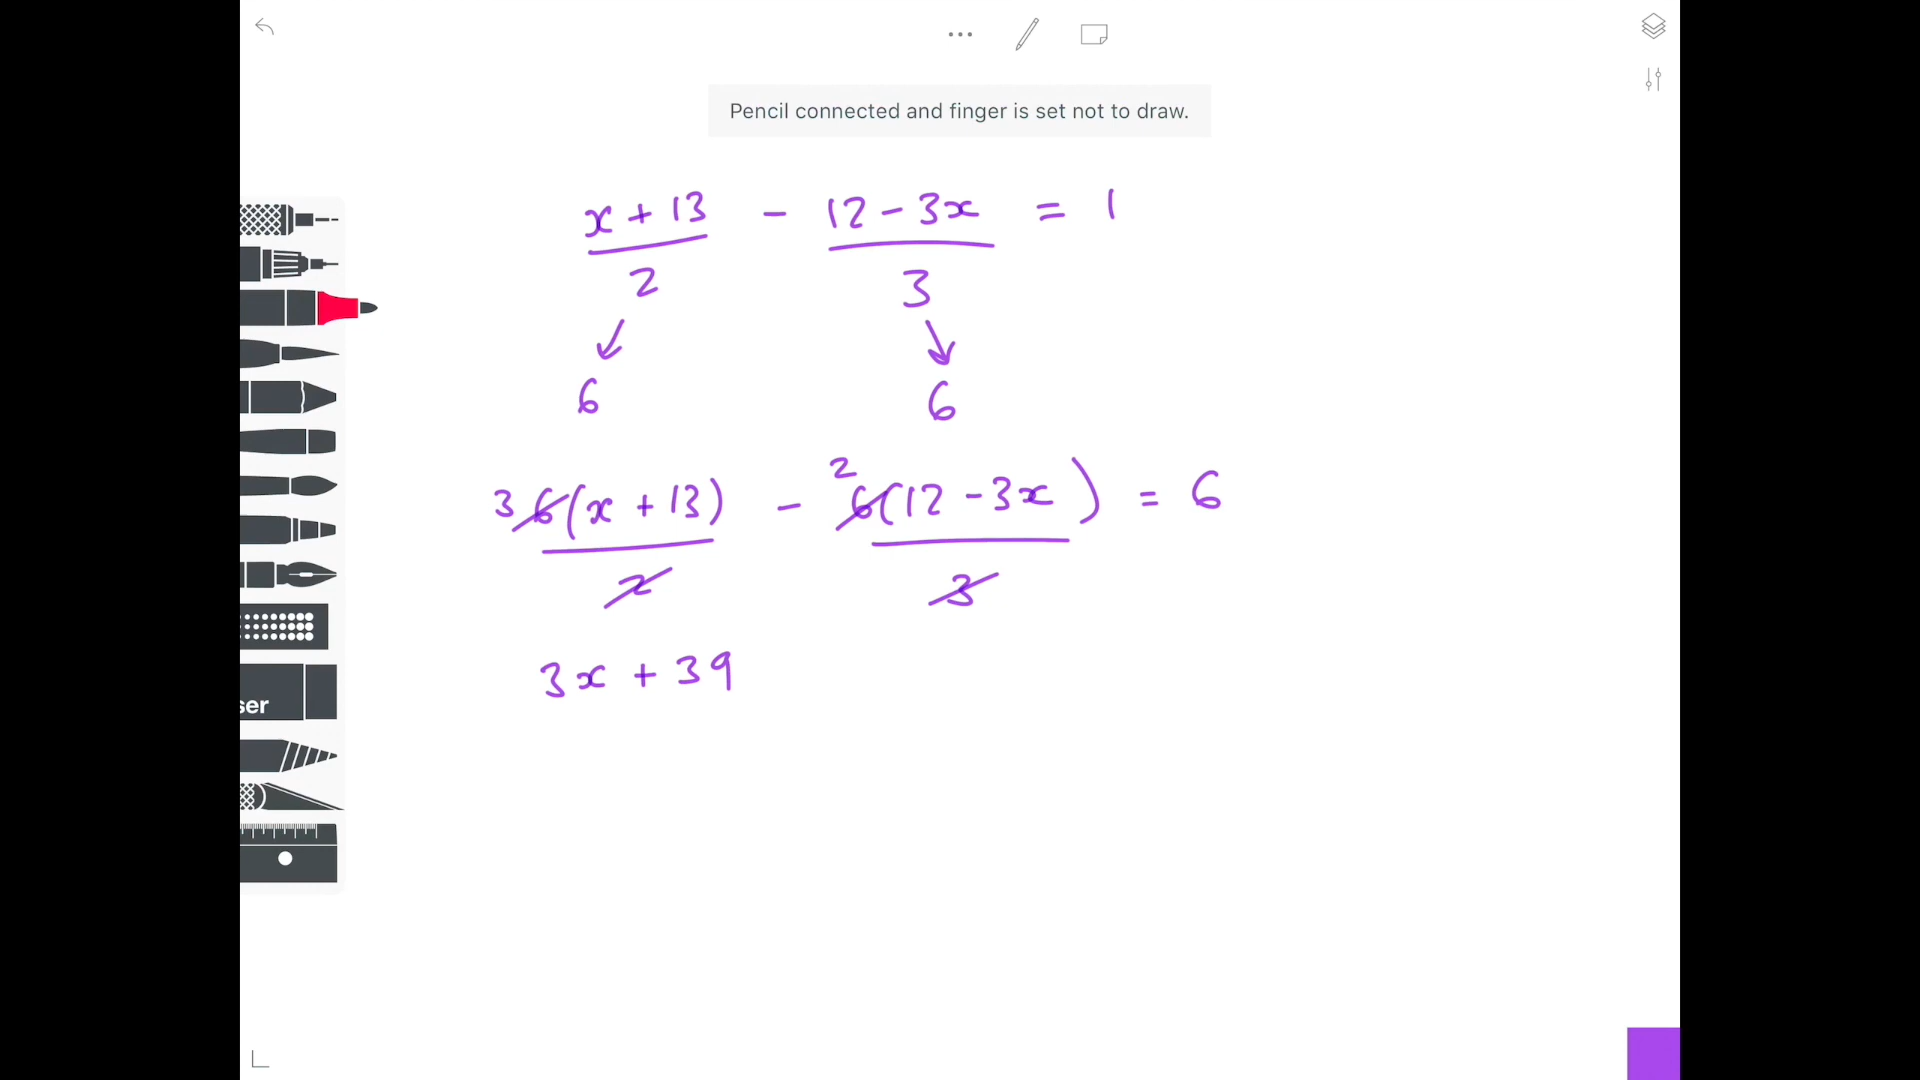 Pencil connected and finger is set not to draw.
x + 13 - 12 - 3x = 1
2 3
6 6
3 6(x + 13) - 2 6(12 - 3x) = 6
2 3
3x + 39
ser